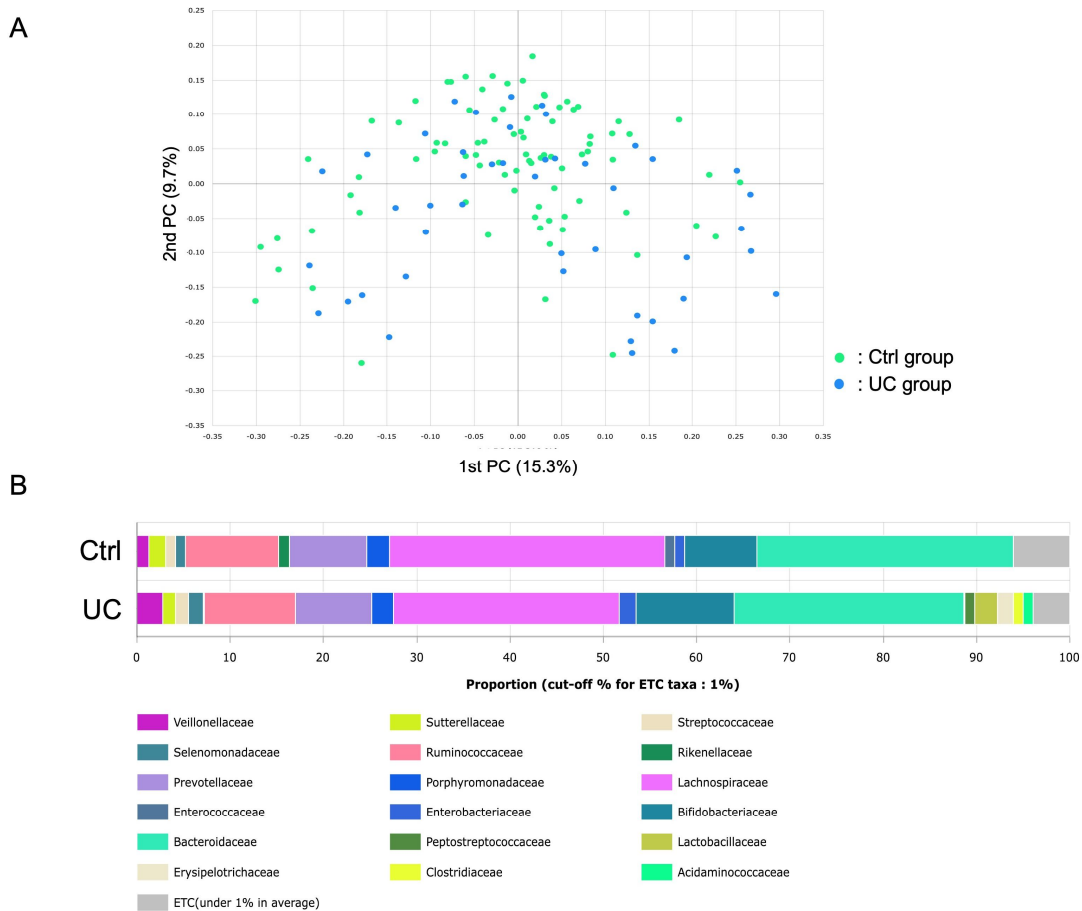 A
0.25
0.20
0.15
0.10
0.05
0.00
-0.05
-0.10
-0.15
-0.20
-0.25
-0.30
-0.35
2nd PC (9.7%)
-0.35 -0.30 -0.25 -0.20 -0.15 -0.10 -0.05 0.00 0.05 0.10 0.15 0.20 0.25 0.30 0.35
1st PC (15.3%)
: Ctrl group
: UC group
B
Ctrl
UC
0 10 20 30 40 50 60 70 80 90 100
Proportion (cut-off % for ETC taxa : 1%)
Veillonellaceae Sutterellaceae Streptococcaceae
Selenomonadaceae Ruminococcaceae Rikenellaceae
Prevotellaceae Porphyromonadaceae Lachnospiraceae
Enterococcaceae Enterobacteriaceae Bifidobacteriaceae
Bacteroidaceae Peptostreptococcaceae Lactobacillaceae
Erysipelotrichaceae Clostridiaceae Acidaminococcaceae
ETC(under 1% in average)